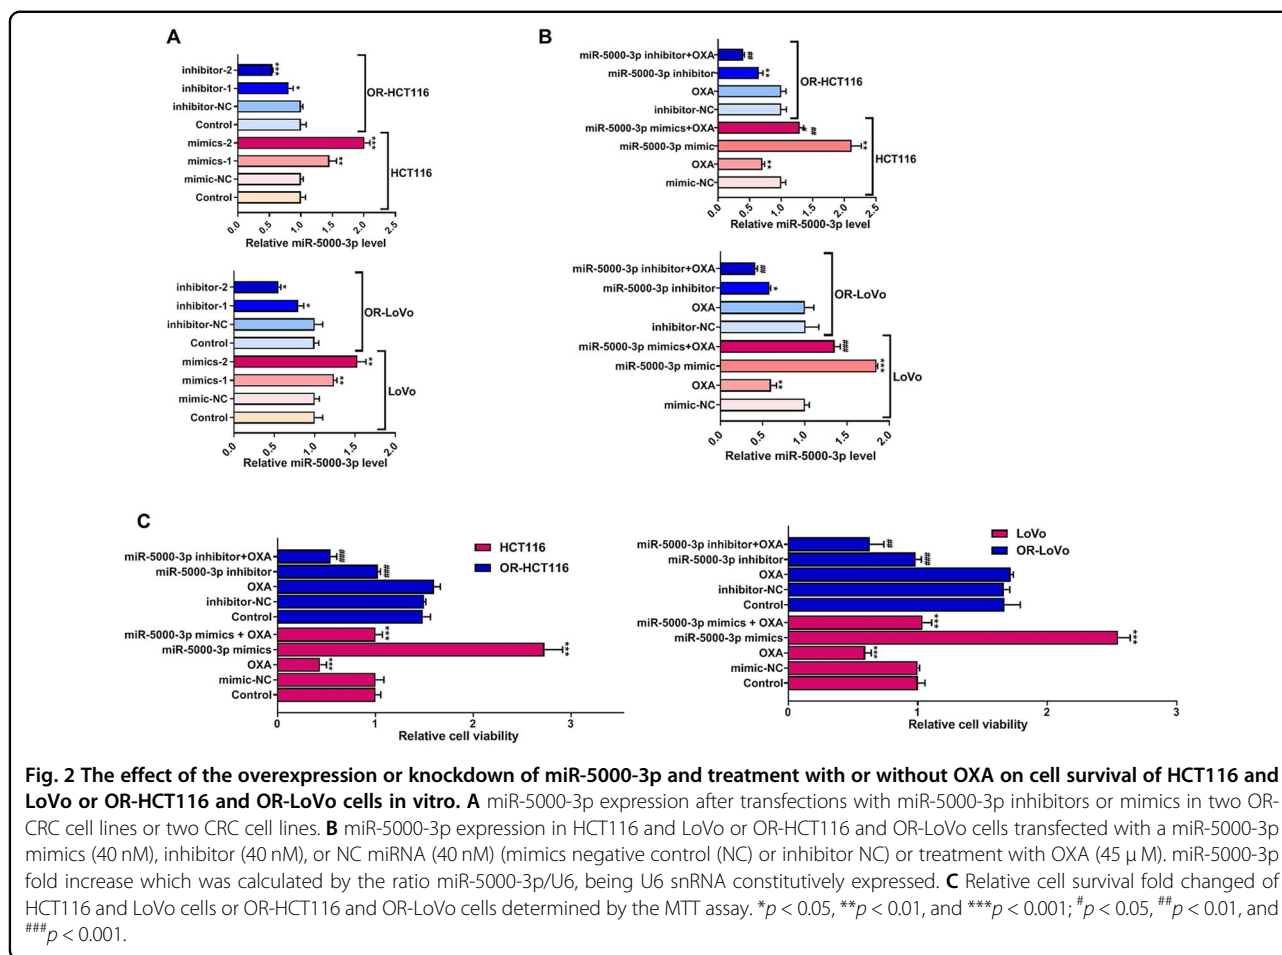 A
inhibitor-2
***
inhibitor-1
*
inhibitor-NC
Control
OR-HCT116
mimics-2
***
mimics-1
**
mimic-NC
Control
HCT116
0.0 0.5 1.0 1.5 2.0 2.5
Relative miR-5000-3p level
inhibitor-2
*
inhibitor-1
*
inhibitor-NC
Control
OR-LoVo
mimics-2
**
mimics-1
**
mimic-NC
Control
LoVo
0.0 0.5 1.0 1.5 2.0
Relative miR-5000-3p level
B
miR-5000-3p inhibitor+OXA
##
miR-5000-3p inhibitor
**
OXA
inhibitor-NC
OR-HCT116
miR-5000-3p mimics+OXA
# ##
miR-5000-3p mimic
**
OXA
**
mimic-NC
HCT116
0.0 0.5 1.0 1.5 2.0 2.5
Relative miR-5000-3p level
miR-5000-3p inhibitor+OXA
##
miR-5000-3p inhibitor
*
OXA
inhibitor-NC
OR-LoVo
miR-5000-3p mimics+OXA
###
miR-5000-3p mimic
***
OXA
**
mimic-NC
LoVo
0.0 0.5 1.0 1.5 2.0
Relative miR-5000-3p level
C
miR-5000-3p inhibitor+OXA
###
miR-5000-3p inhibitor
###
OXA
inhibitor-NC
Control
miR-5000-3p mimics + OXA
***
miR-5000-3p mimics
***
OXA
***
mimic-NC
Control
HCT116
OR-HCT116
0 1 2 3
Relative cell viability
miR-5000-3p inhibitor+OXA
##
miR-5000-3p inhibitor
###
OXA
inhibitor-NC
Control
miR-5000-3p mimics + OXA
***
miR-5000-3p mimics
***
OXA
***
mimic-NC
Control
LoVo
OR-LoVo
0 1 2 3
Relative cell viability
Fig. 2 The effect of the overexpression or knockdown of miR-5000-3p and treatment with or without OXA on cell survival of HCT116 and
LoVo or OR-HCT116 and OR-LoVo cells in vitro. A miR-5000-3p expression after transfections with miR-5000-3p inhibitors or mimics in two OR-
CRC cell lines or two CRC cell lines. B miR-5000-3p expression in HCT116 and LoVo or OR-HCT116 and OR-LoVo cells transfected with a miR-5000-3p
mimics (40 nM), inhibitor (40 nM), or NC miRNA (40 nM) (mimics negative control (NC) or inhibitor NC) or treatment with OXA (45 μ M). miR-5000-3p
fold increase which was calculated by the ratio miR-5000-3p/U6, being U6 snRNA constitutively expressed. C Relative cell survival fold changed of
HCT116 and LoVo cells or OR-HCT116 and OR-LoVo cells determined by the MTT assay. *p < 0.05, **p < 0.01, and ***p < 0.001; #p < 0.05, ##p < 0.01, and
###p < 0.001.